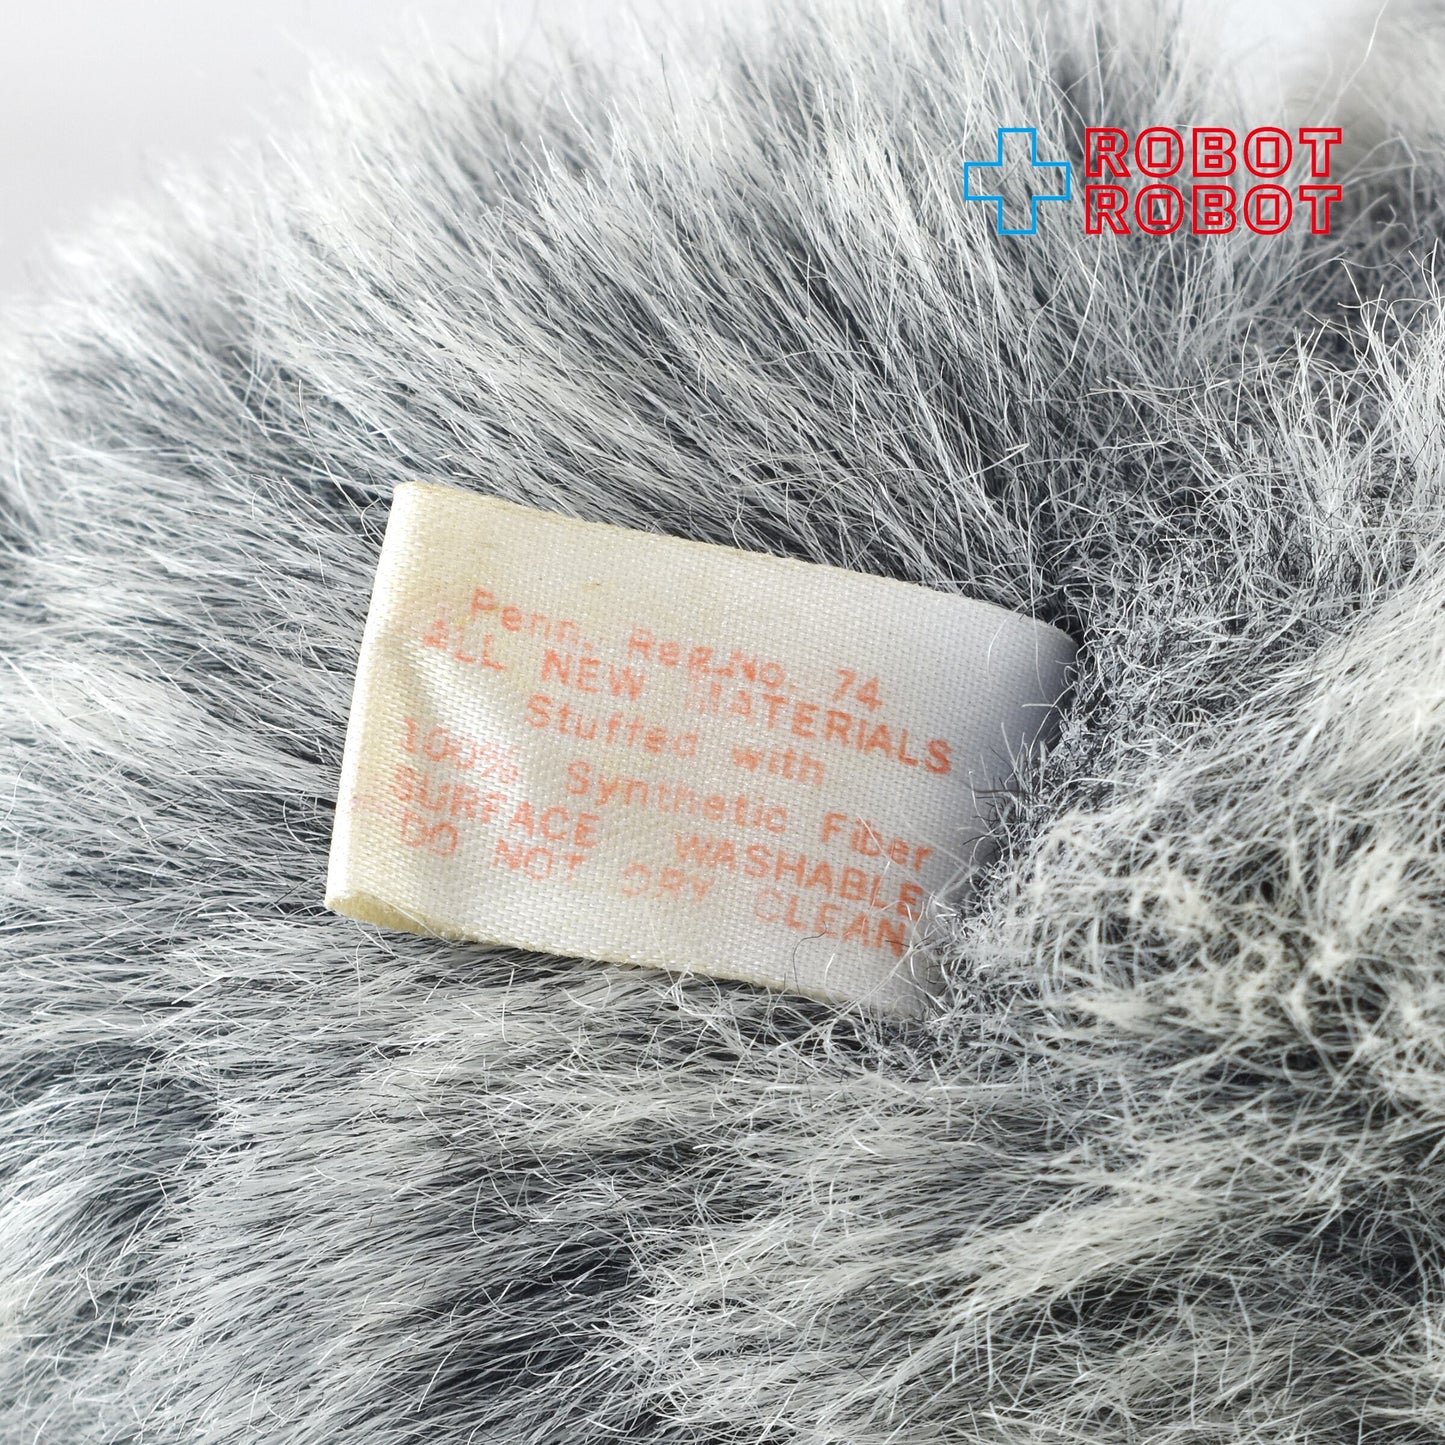 ROBOT
ROBOT
Penn. Reg.No. 74
ALL NEW MATERIALS
Stuffed with
100% Synthetic Fiber
SURFACE WASHABLE
DO NOT DRY CLEAN